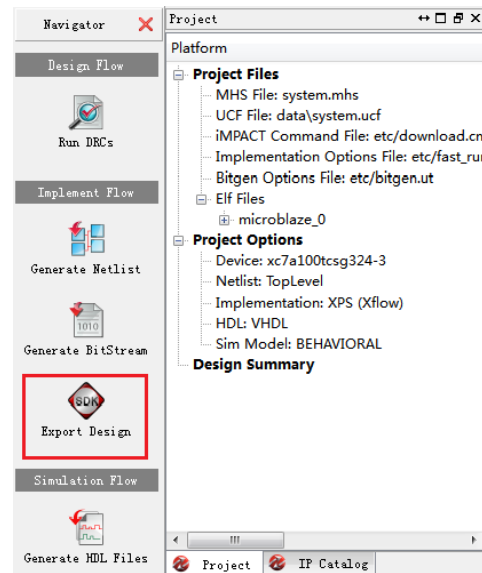 Navigator
Design Flow
Run DRCs
Implement Flow
Generate Netlist
1010
Generate BitStream
SDK
Export Design
Simulation Flow
Generate HDL Files
Project
Platform
Project Files
MHS File: system.mhs
UCF File: data\system.ucf
iMPACT Command File: etc/download.cm
Implementation Options File: etc/fast_run
Bitgen Options File: etc/bitgen.ut
Elf Files
microblaze_0
Project Options
Device: xc7a100tcsg324-3
Netlist: TopLevel
Implementation: XPS (Xflow)
HDL: VHDL
Sim Model: BEHAVIORAL
Design Summary
Project
IP Catalog